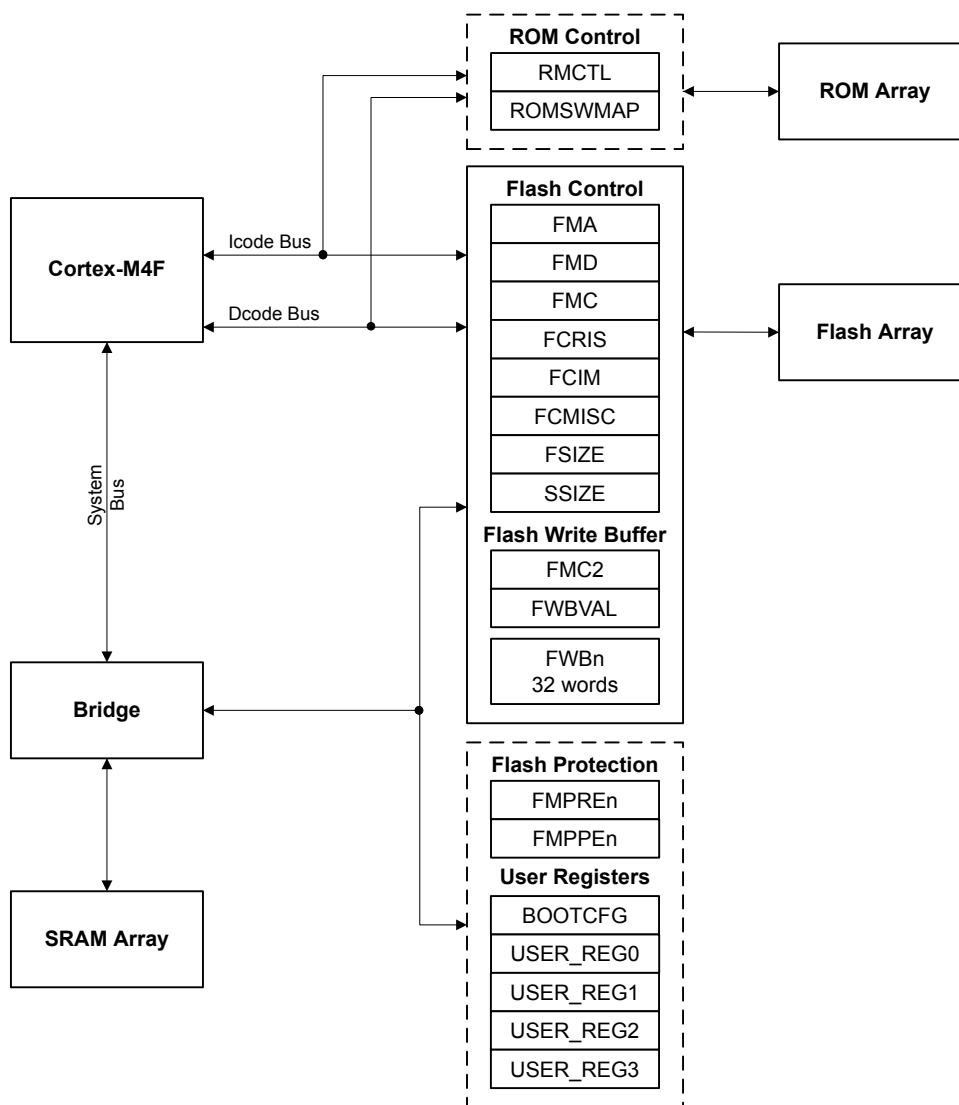 ROM Control
RMCTL
ROMSWMAP
ROM Array
Flash Control
FMA
FMD
FMC
FCRIS
FCIM
FCMISC
FSIZE
SSIZE
Flash Write Buffer
FMC2
FWBVAL
FWBn
32 words
Cortex-M4F
Icode Bus
Dcode Bus
Flash Array
System
Bus
Bridge
SRAM Array
Flash Protection
FMPREn
FMPPEn
User Registers
BOOTCFG
USER_REG0
USER_REG1
USER_REG2
USER_REG3